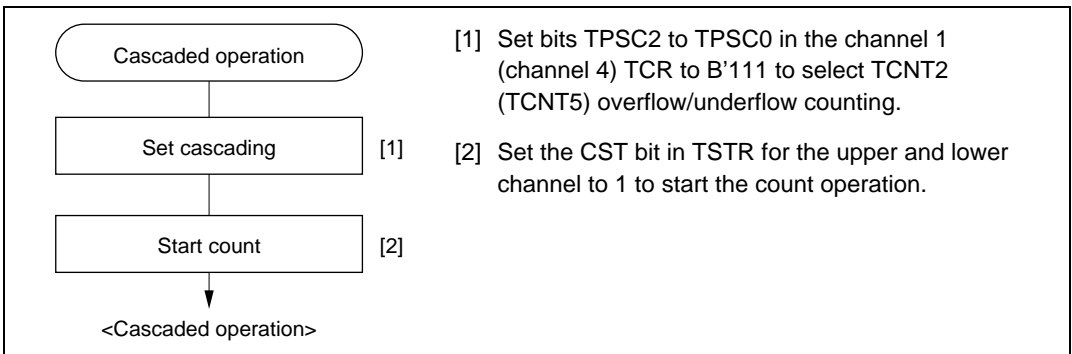 Cascaded operation
Set cascading [1]
Start count [2]
<Cascaded operation>
[1] Set bits TPSC2 to TPSC0 in the channel 1
(channel 4) TCR to B'111 to select TCNT2
(TCNT5) overflow/underflow counting.
[2] Set the CST bit in TSTR for the upper and lower
channel to 1 to start the count operation.